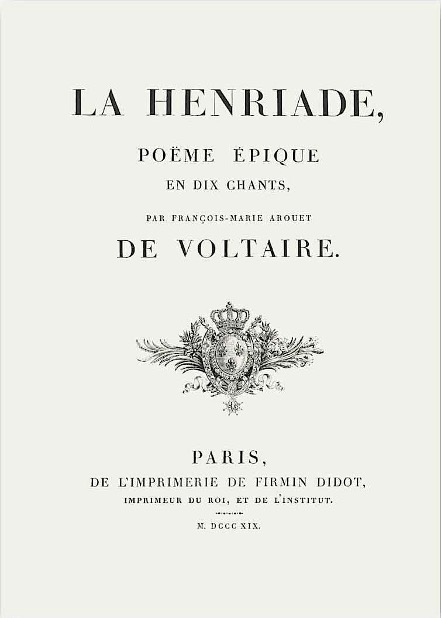 LA HENRIADE,
POËME ÉPIQUE
EN DIX CHANTS,
PAR FRANÇOIS-MARIE AROUET
DE VOLTAIRE.
PARIS,
DE L'IMPRIMERIE DE FIRMIN DIDOT,
IMPRIMEUR DU ROI, ET DE L'INSTITUT.
M. DCCC XIX.